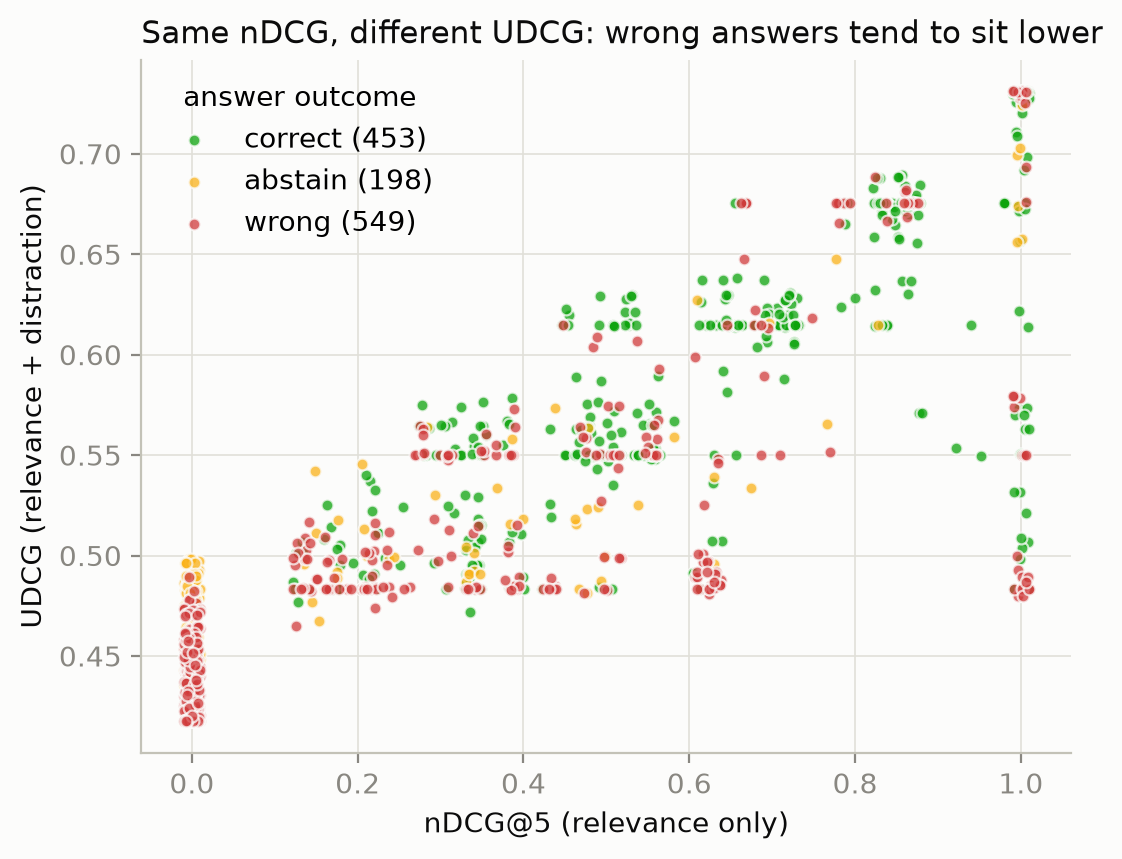 Same nDCG, different UDCG: wrong answers tend to sit lower
answer outcome
correct (453)
abstain (198)
wrong (549)
UDCG (relevance + distraction)
0.70
0.65
0.60
0.55
0.50
0.45
0.0 0.2 0.4 0.6 0.8 1.0
nDCG@5 (relevance only)